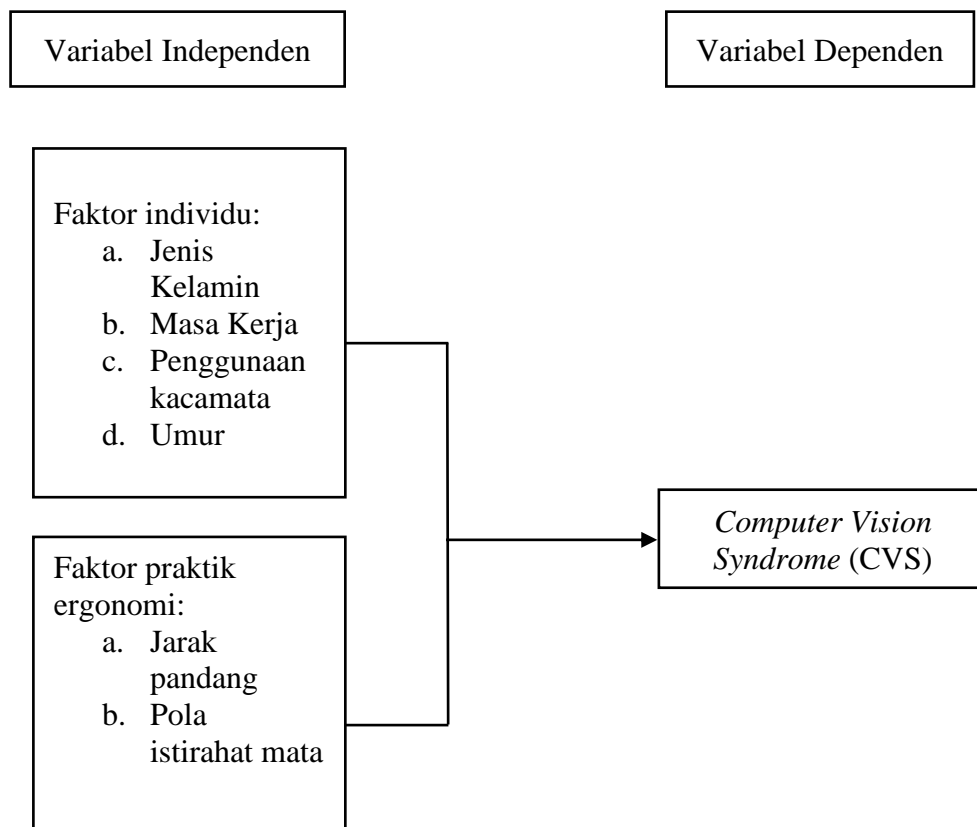 Variabel Independen
Variabel Dependen
Faktor individu:
a. Jenis
Kelamin
b. Masa Kerja
c. Penggunaan
kacamata
d. Umur
Computer Vision
Syndrome (CVS)
Faktor praktik
ergonomi:
a. Jarak
pandang
b. Pola
istirahat mata